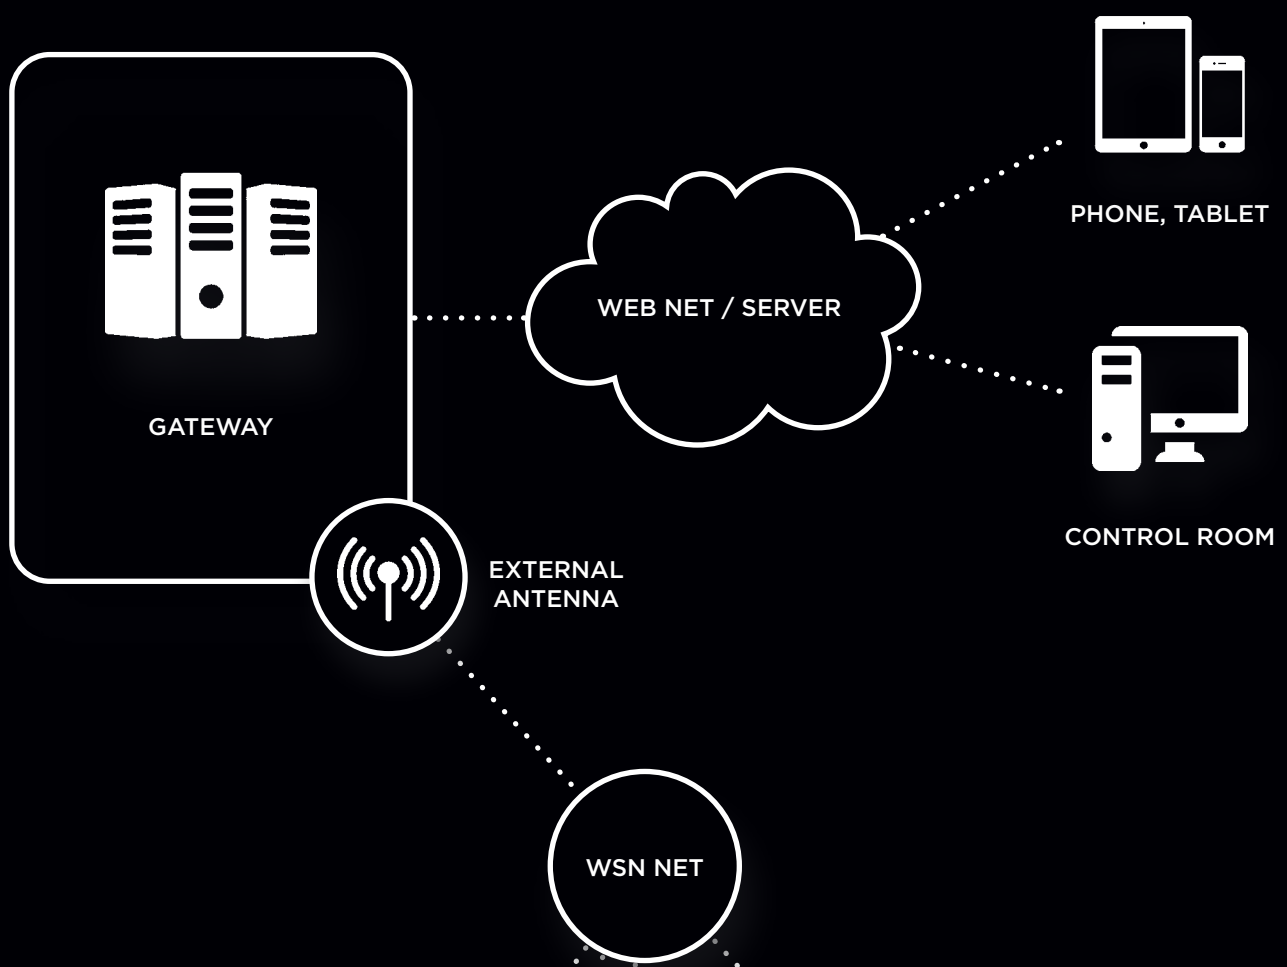 PHONE, TABLET
WEB NET / SERVER
GATEWAY
CONTROL ROOM
EXTERNAL
ANTENNA
WSN NET